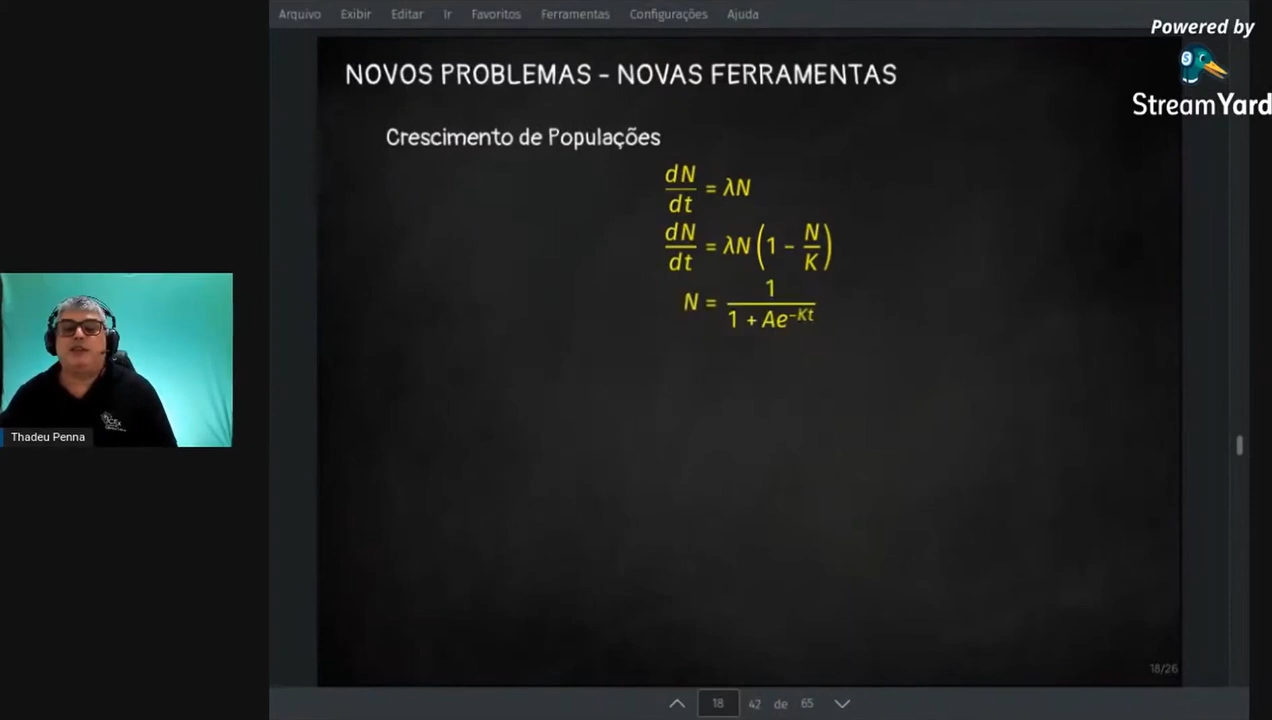 Arquivo Exibir Editar Ir Favoritos Ferramentas Configurações Ajuda
Powered by
StreamYard
NOVOS PROBLEMAS - NOVAS FERRAMENTAS
Crescimento de Populações
dN/dt = λN
dN/dt = λN(1 - N/K)
N = 1/(1 + Ae^{-Kt})
Thadeu Penna
18/26
18 42 de 65